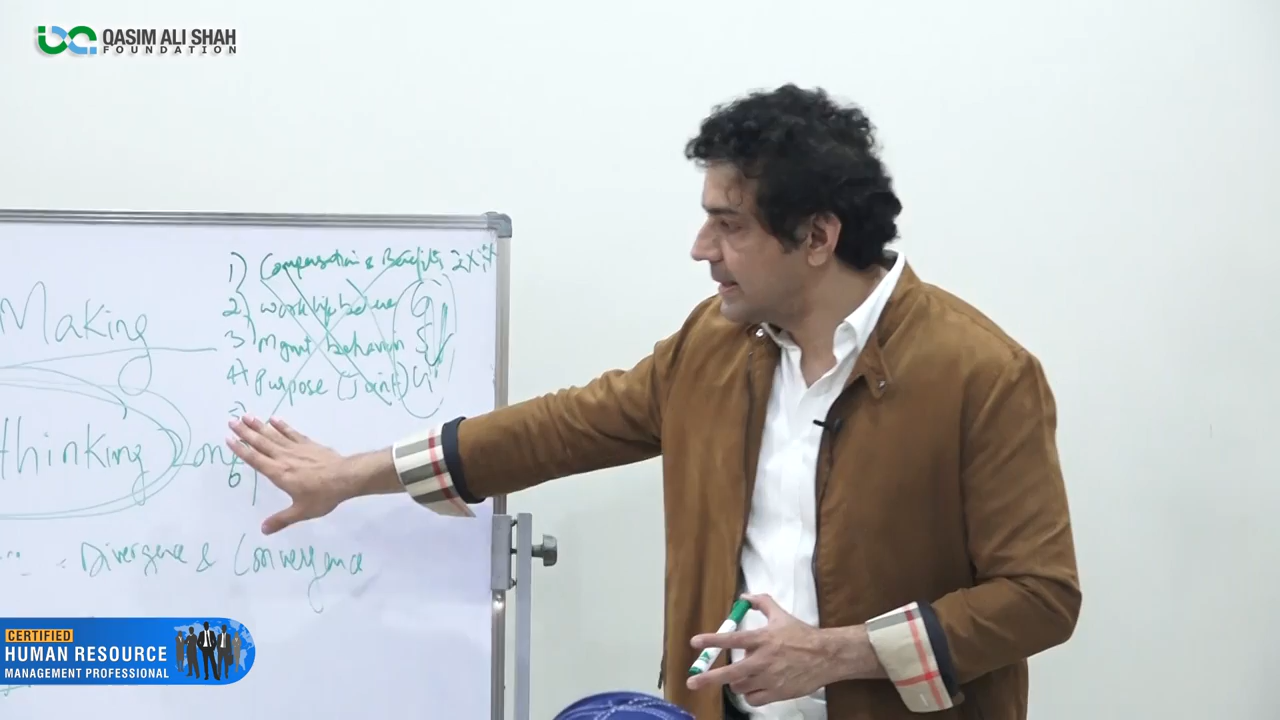 QASIM ALI SHAH
FOUNDATION
Making
thinking
1) Compensation & Benefits
2) work life
3) Mgmt behavior
4) Purpose (Joint)
5)
6)
Divergence & Convergence
CERTIFIED
HUMAN RESOURCE
MANAGEMENT PROFESSIONAL